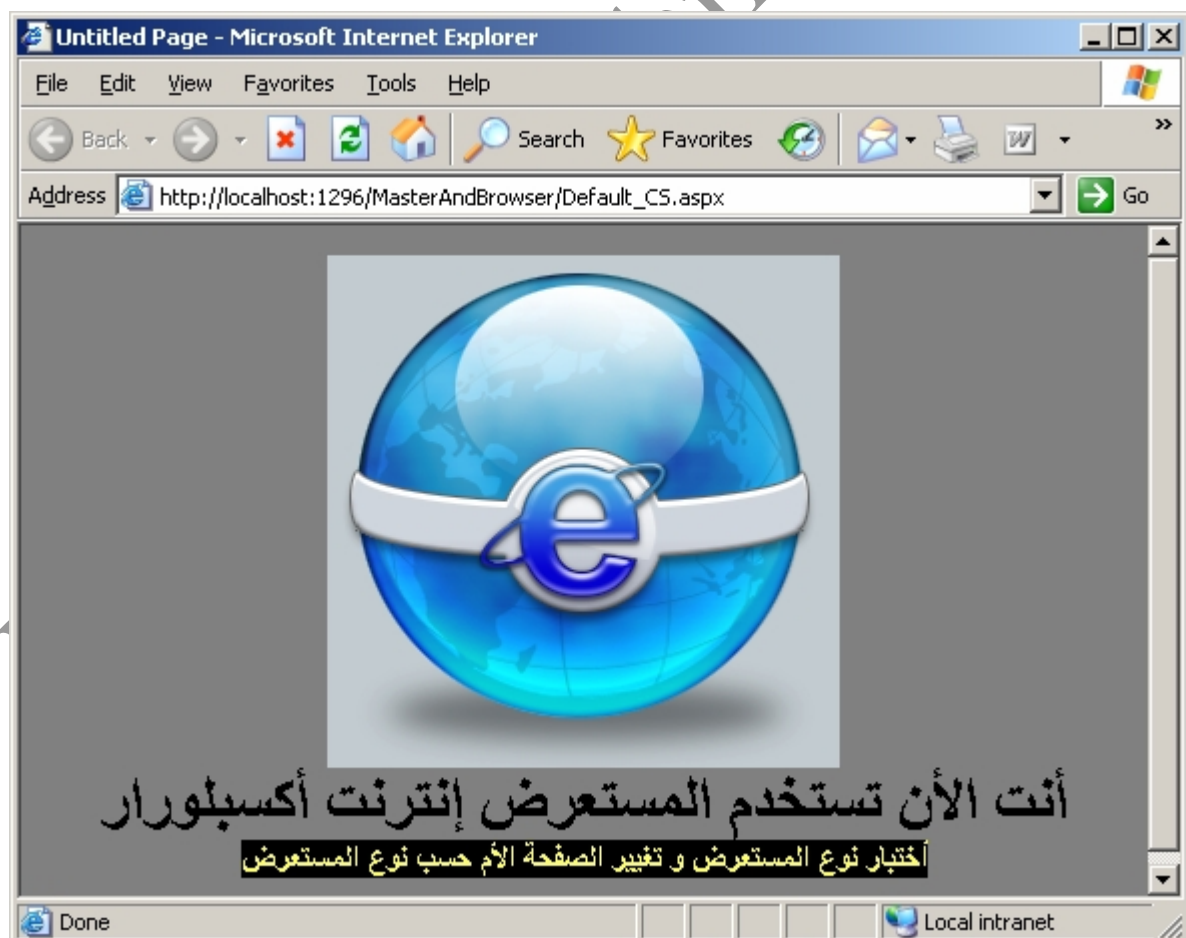 Untitled Page - Microsoft Internet Explorer
File Edit View Favorites Tools Help
Back Search Favorites
Address http://localhost:1296/MasterAndBrowser/Default_CS.aspx Go
e
أنت الأن تستخدم المستعرض إنترنت أكسبلورار
أختبار نوع المستعرض و تغيير الصفحة الأم حسب نوع المستعرض
Done Local intranet